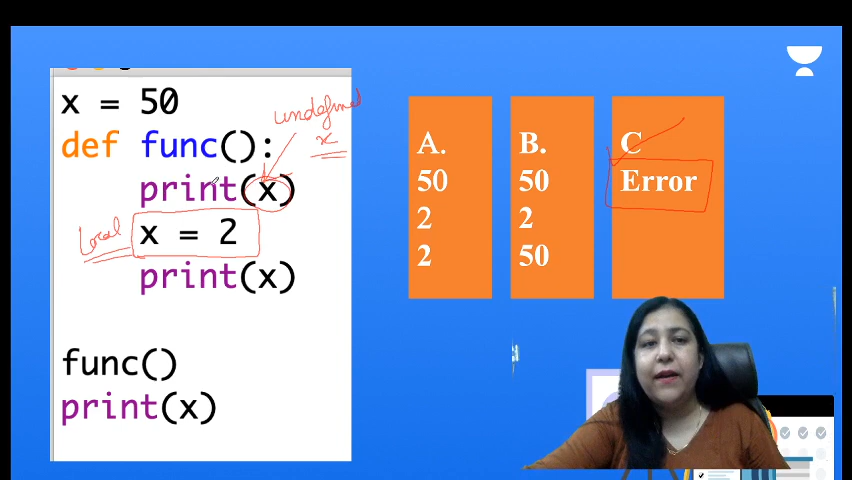 x = 50
def func():
print(x)
x = 2
print(x)
func()
print(x)
undefined
x
Local
A.
50
2
2
B.
50
2
50
C
Error